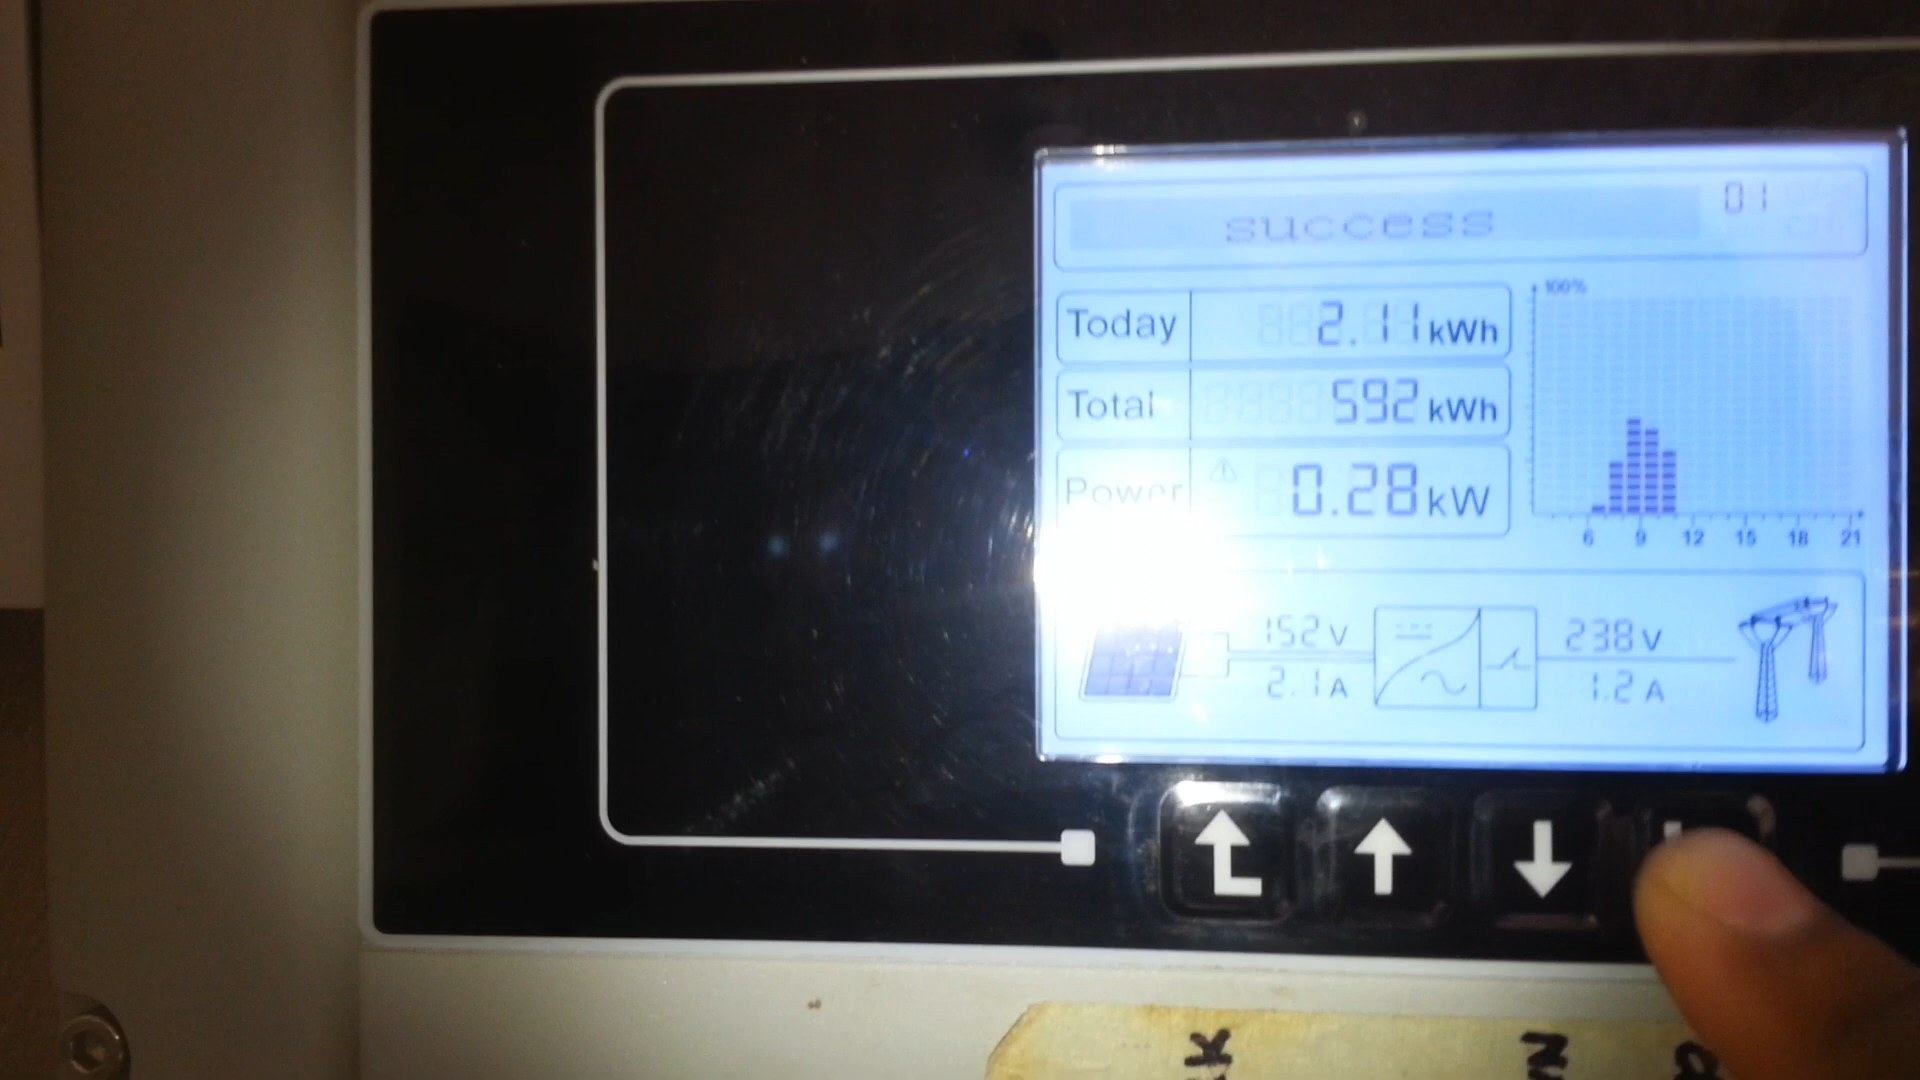 success
01
Today 2.11 kWh
Total 592 kWh
Power 0.28 kW
100%
6 9 12 15 18 21
152 V
2.1 A
238 V
1.2 A